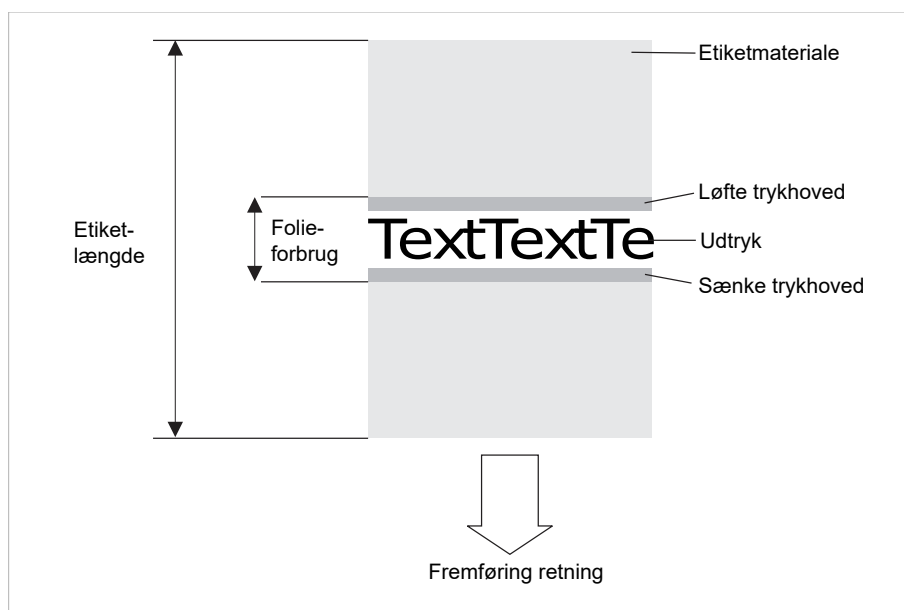 Etiketmateriale
Løfte trykhoved
Etiket-
længde
Folie-
forbrug
TextTextTe
Udtryk
Sænke trykhoved
Fremføring retning